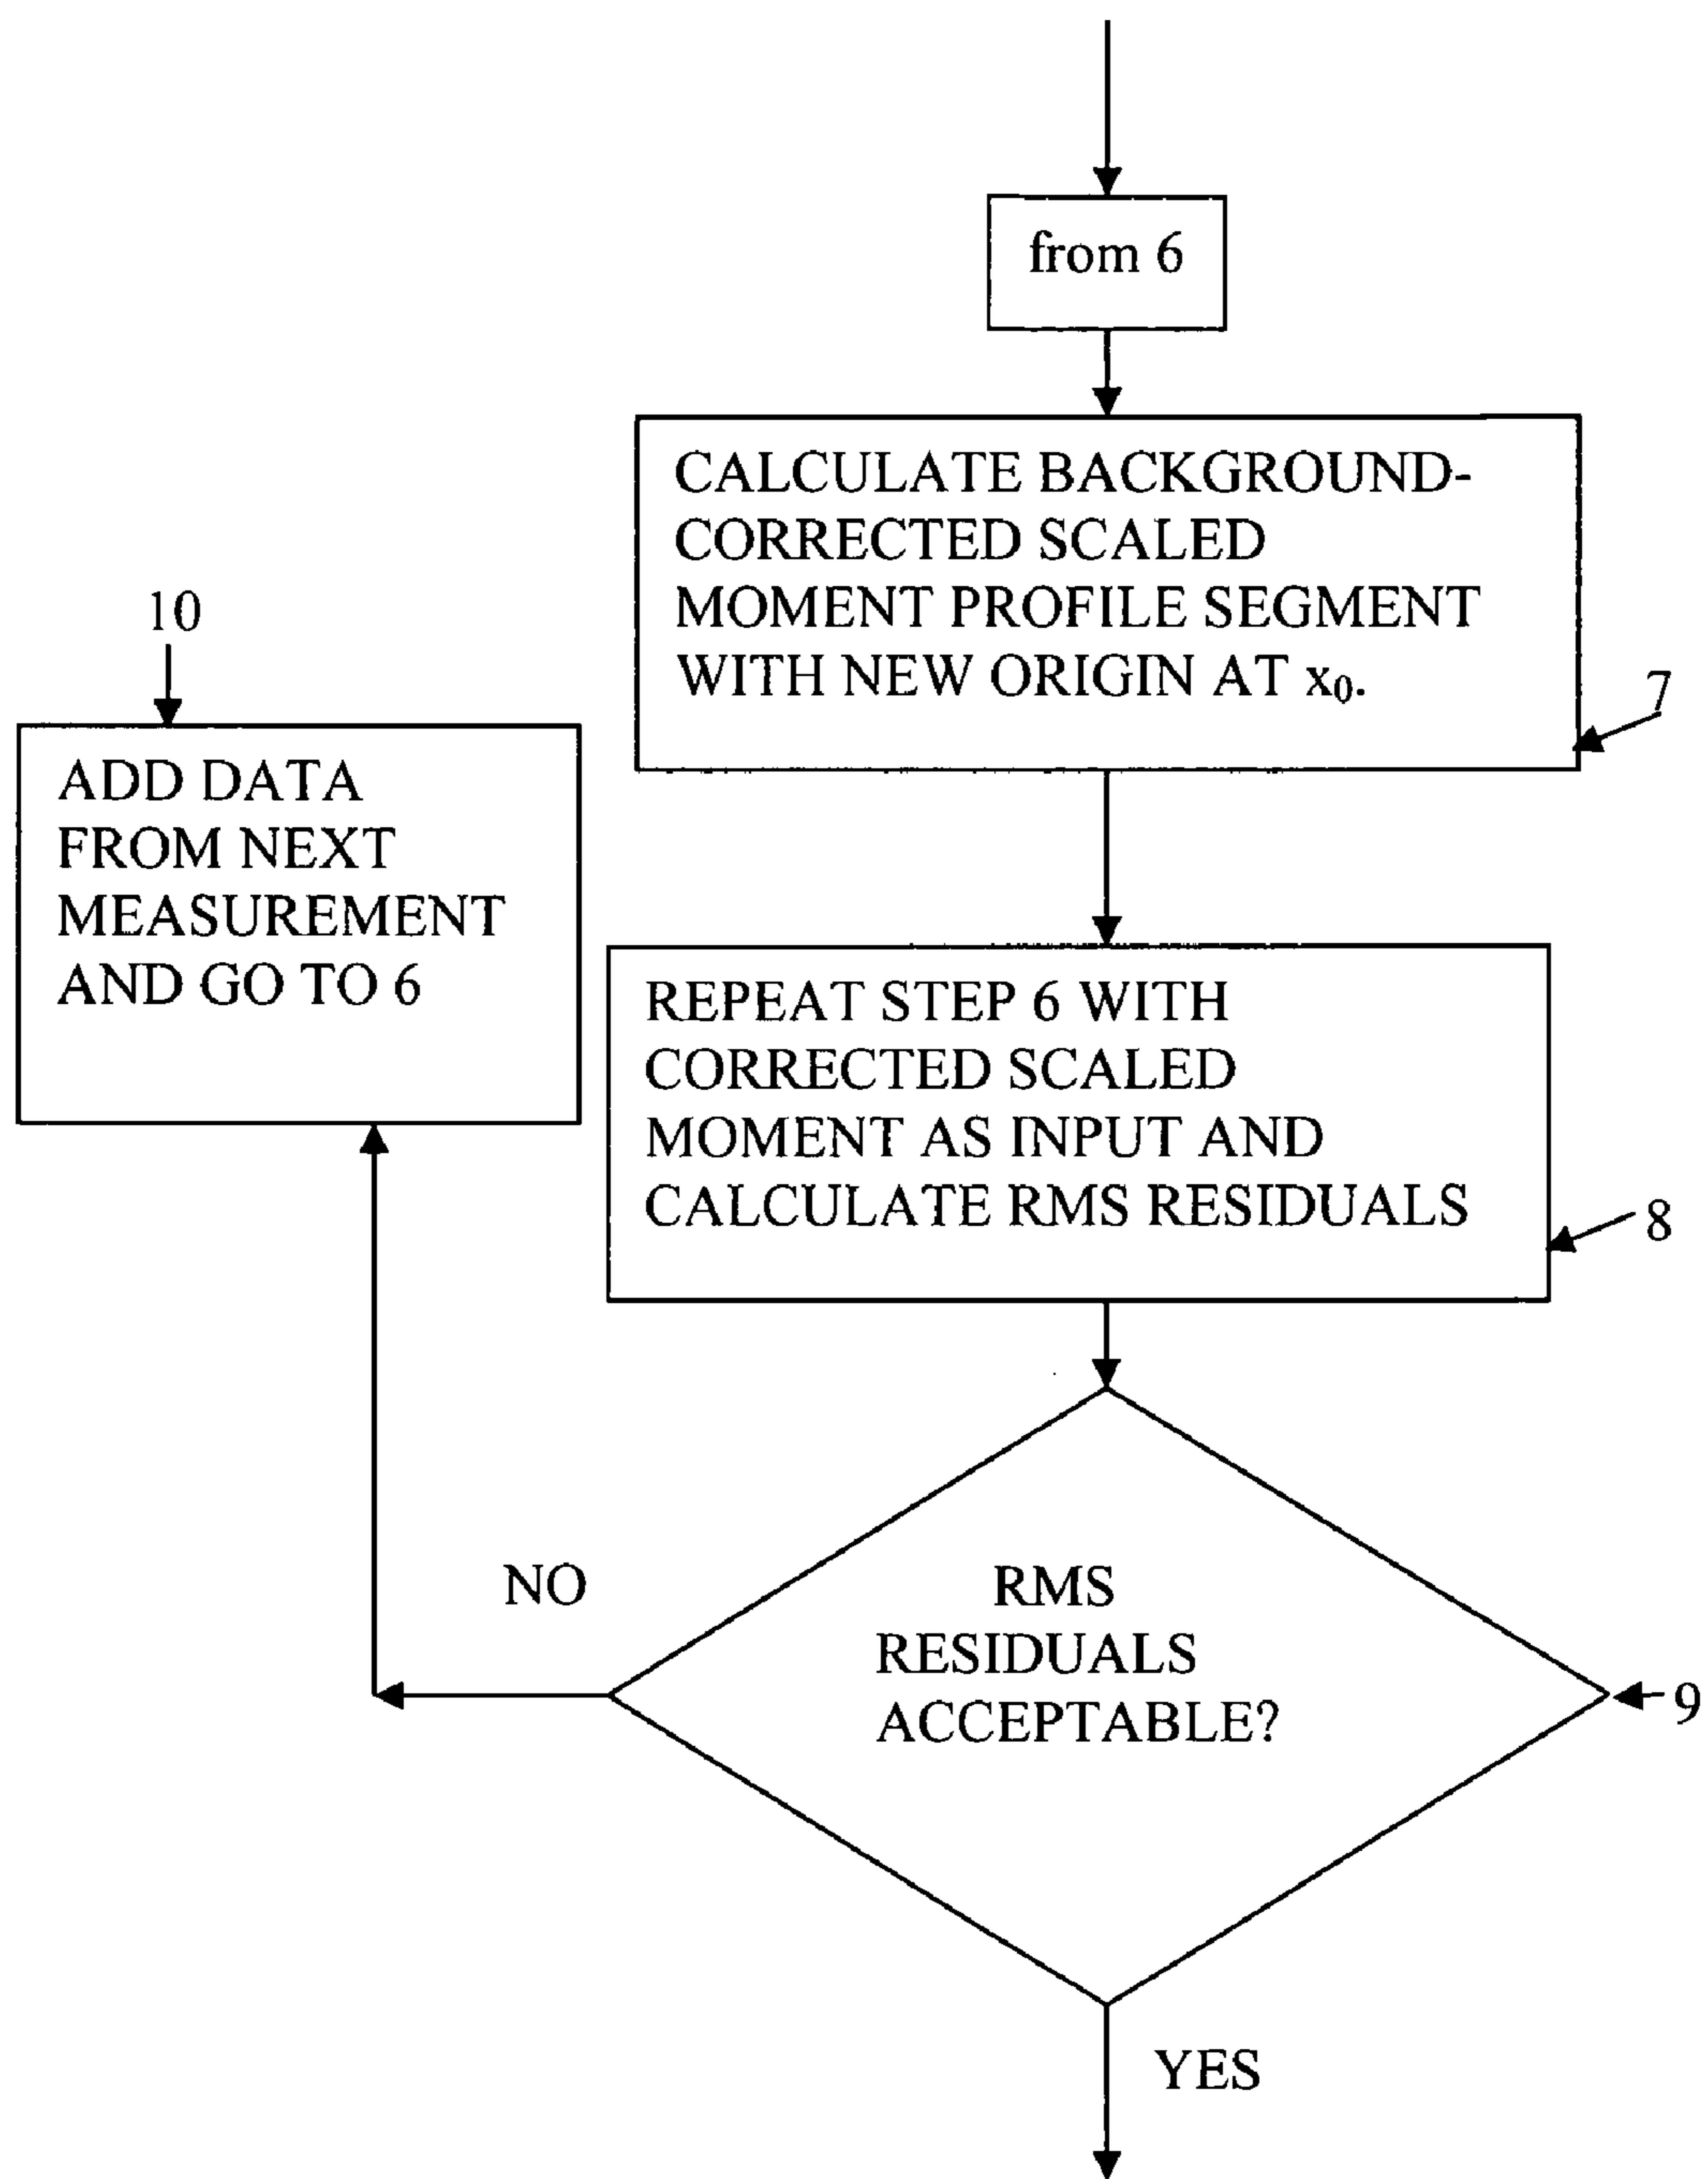 from 6
CALCULATE BACKGROUND-
CORRECTED SCALED
MOMENT PROFILE SEGMENT
WITH NEW ORIGIN AT x₀.
7
10
ADD DATA
FROM NEXT
MEASUREMENT
AND GO TO 6
REPEAT STEP 6 WITH
CORRECTED SCALED
MOMENT AS INPUT AND
CALCULATE RMS RESIDUALS
8
NO
RMS
RESIDUALS
ACCEPTABLE?
9
YES